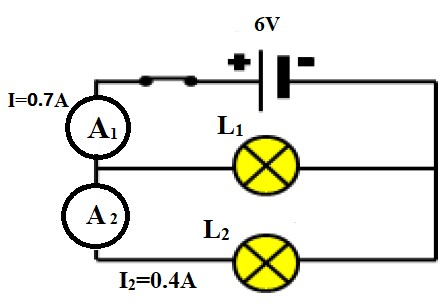 6V
+ -
I=0.7A
A₁
L₁
A₂
L₂
I₂=0.4A